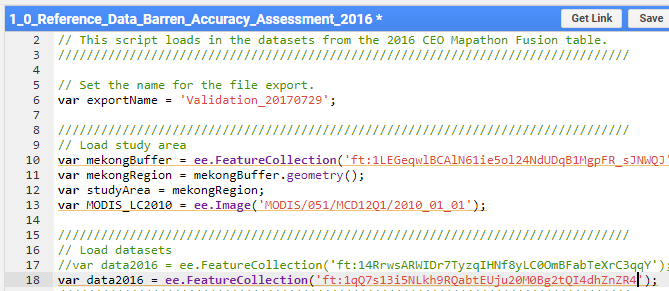 1_0_Reference_Data_Barren_Accuracy_Assessment_2016 *
Get Link
Save
2 // This script loads in the datasets from the 2016 CEO Mapathon Fusion table.
3 ///////////////////////////////////////////////////////////////////////////////
4
5 // Set the name for the file export.
6 var exportName = 'Validation_20170729';
7
8 ///////////////////////////////////////////////////////////////////////////////
9 // Load study area
10 var mekongBuffer = ee.FeatureCollection('ft:1LEGeqwlBCAlN61ie5ol24NdUDqB1MgpFR_sJNWQJ'
11 var mekongRegion = mekongBuffer.geometry();
12 var studyArea = mekongRegion;
13 var MODIS_LC2010 = ee.Image('MODIS/051/MCD12Q1/2010_01_01');
14
15 ///////////////////////////////////////////////////////////////////////////////
16 // Load datasets
17 //var data2016 = ee.FeatureCollection('ft:14RrwsARWIDr7TyzqIHNf8yLC0OmBFabTeXrC3qqY');
18 var data2016 = ee.FeatureCollection('ft:1qQ7s13i5NLkh9RQabtEUju20M0Bg2tQI4dhZnZR4');